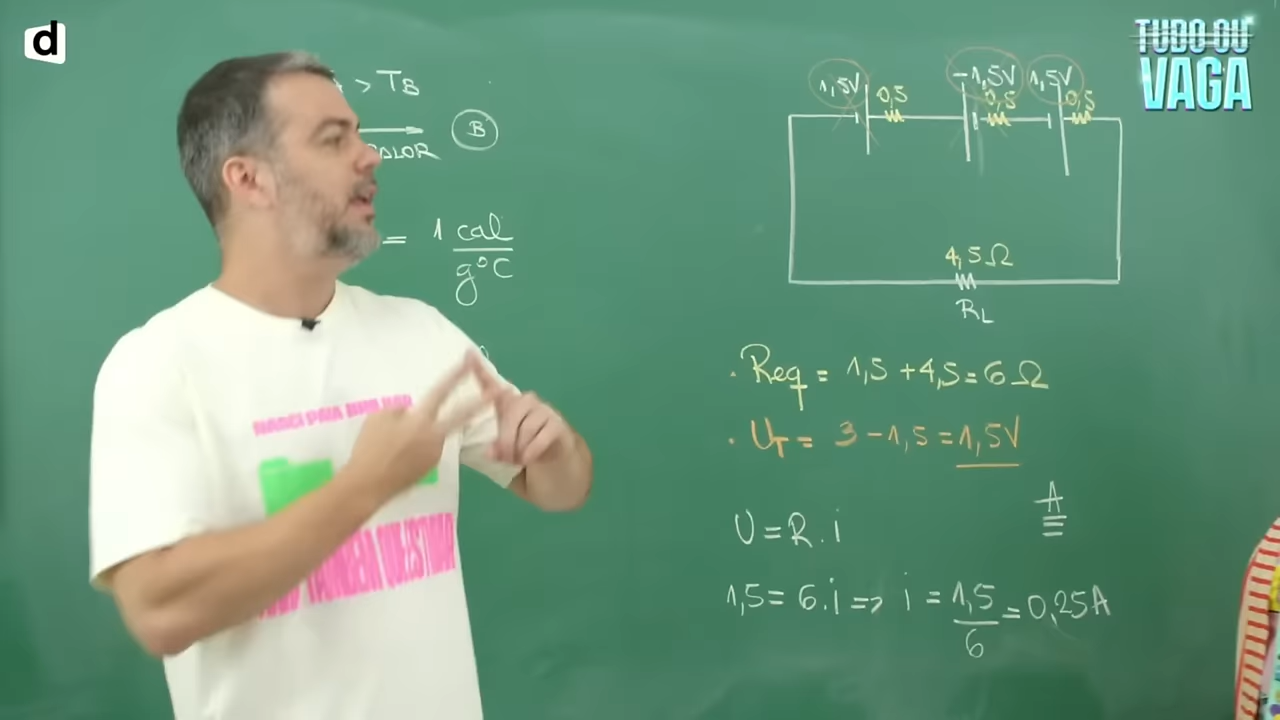 d
TUDO OU
VAGA
> TB
B
CALOR
= 1 cal
g°C
1,5V
0,5
-1,5V
0,5
1,5V
0,5
4,5Ω
RL
. Req = 1,5 + 4,5 = 6Ω
. UT = 3 - 1,5 = 1,5V
A
U = R . i
1,5 = 6.i => i = 1,5 = 0,25A
6